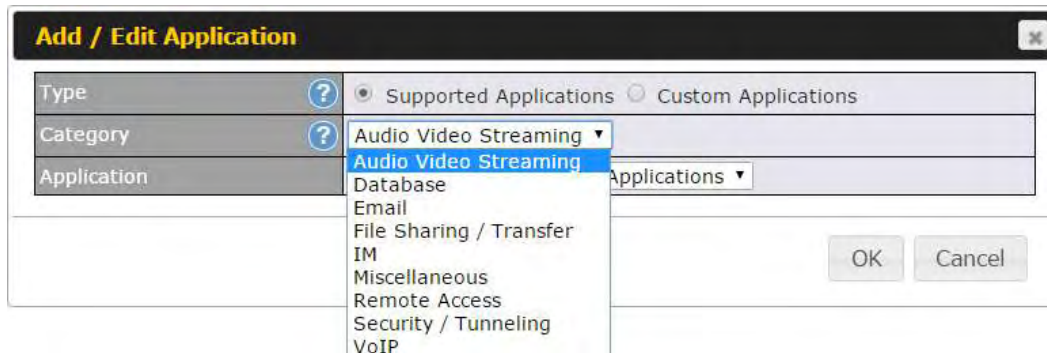 Add / Edit Application
Type ? Supported Applications Custom Applications
Category ? Audio Video Streaming
Audio Video Streaming
Application Applications
Database
Email
File Sharing / Transfer
IM
Miscellaneous
Remote Access
Security / Tunneling
VoIP
OK Cancel